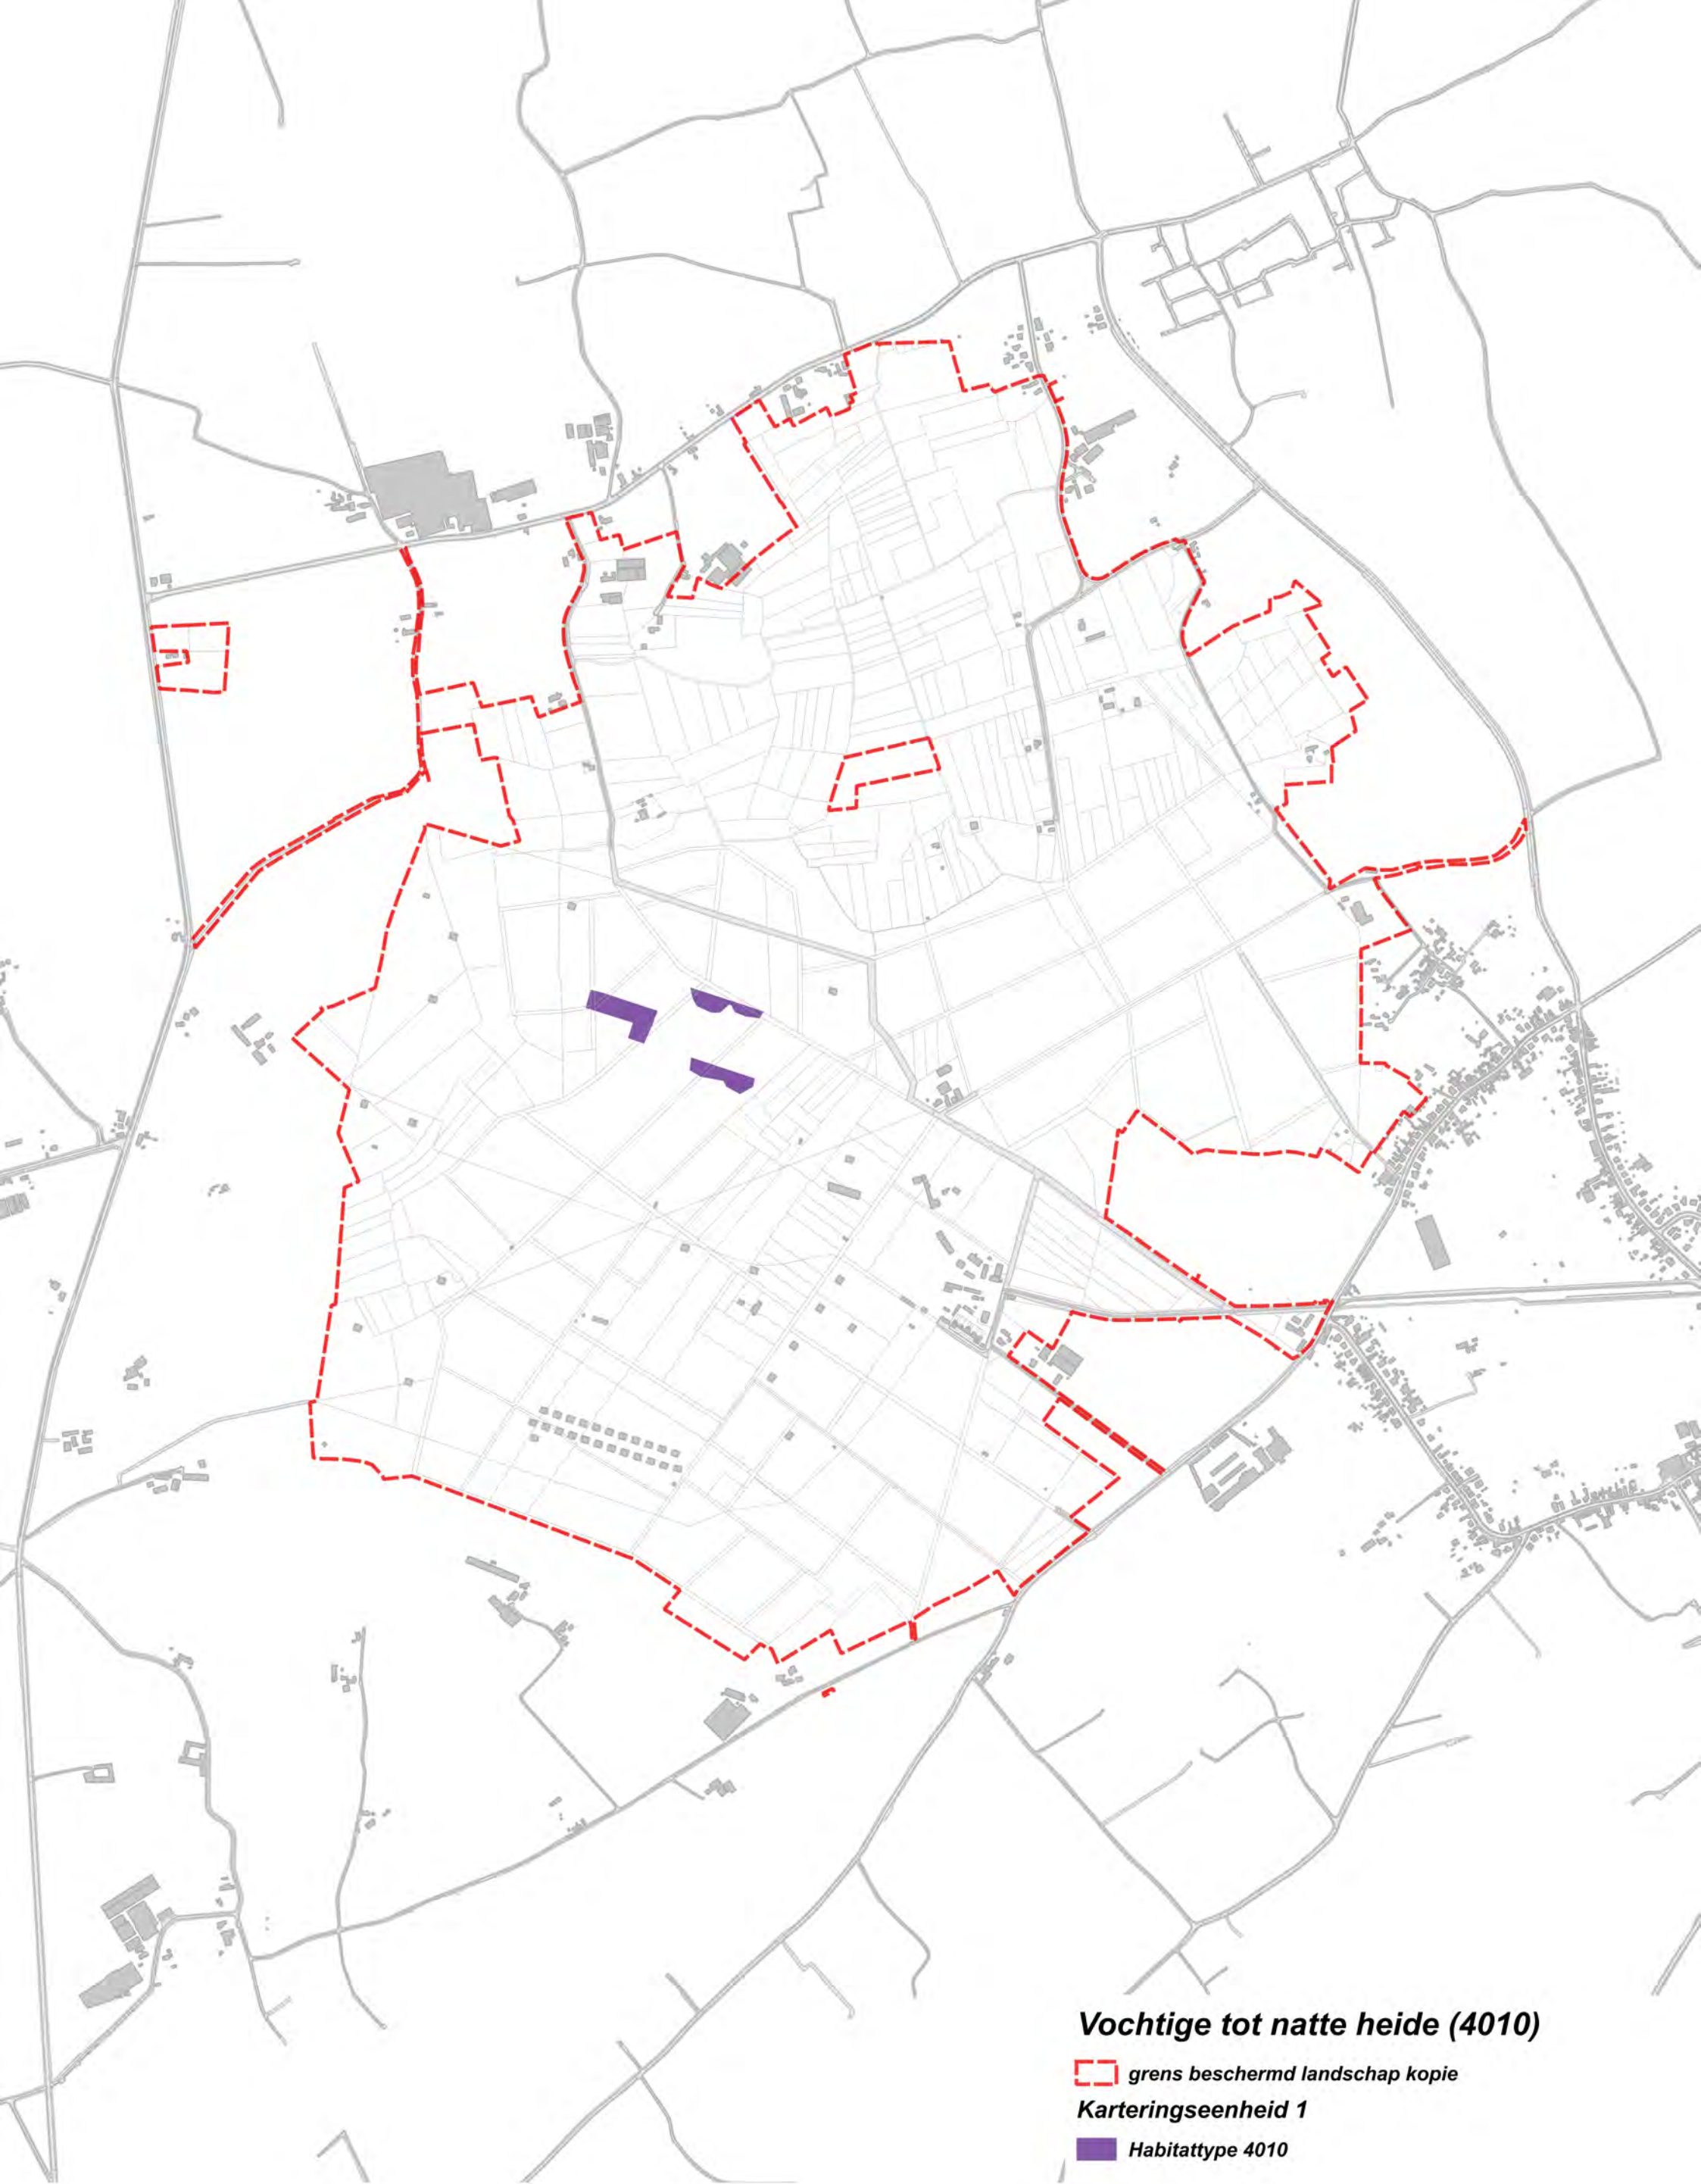 Vochtige tot natte heide (4010)
grens beschermd landschap kopie
Karteringseenheid 1
Habitattype 4010